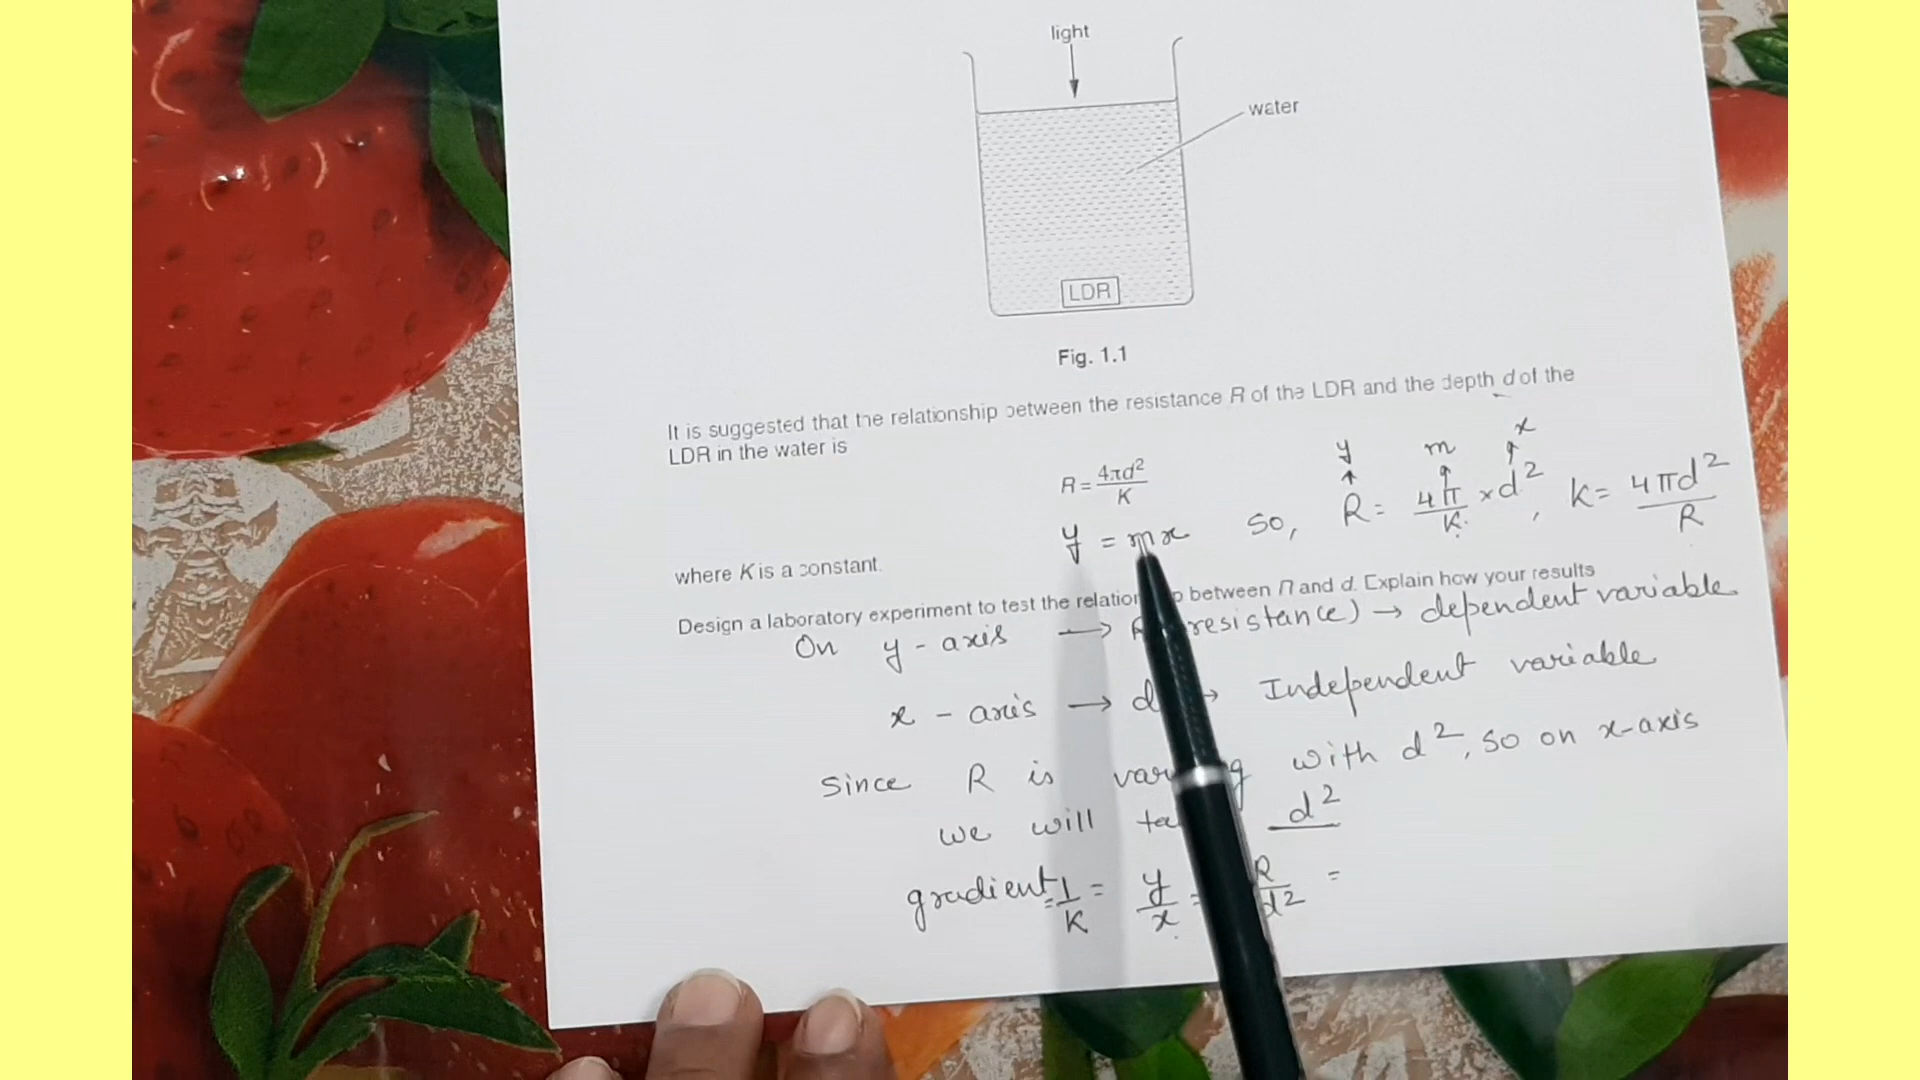 light
water
LDR
Fig. 1.1
It is suggested that the relationship between the resistance R of the LDR and the depth d of the
LDR in the water is
R = 4πd² / K
y = mx so, R = 4π/K × d², K = 4πd² / R
y m x
where K is a constant.
Design a laboratory experiment to test the between R and d. Explain how your results
On y-axis → resistance) → dependent variable
x - axis → d → Independent variable
Since R is with d², so on x-axis
we will d²
gradient = 1/K = y/x = R/d² =